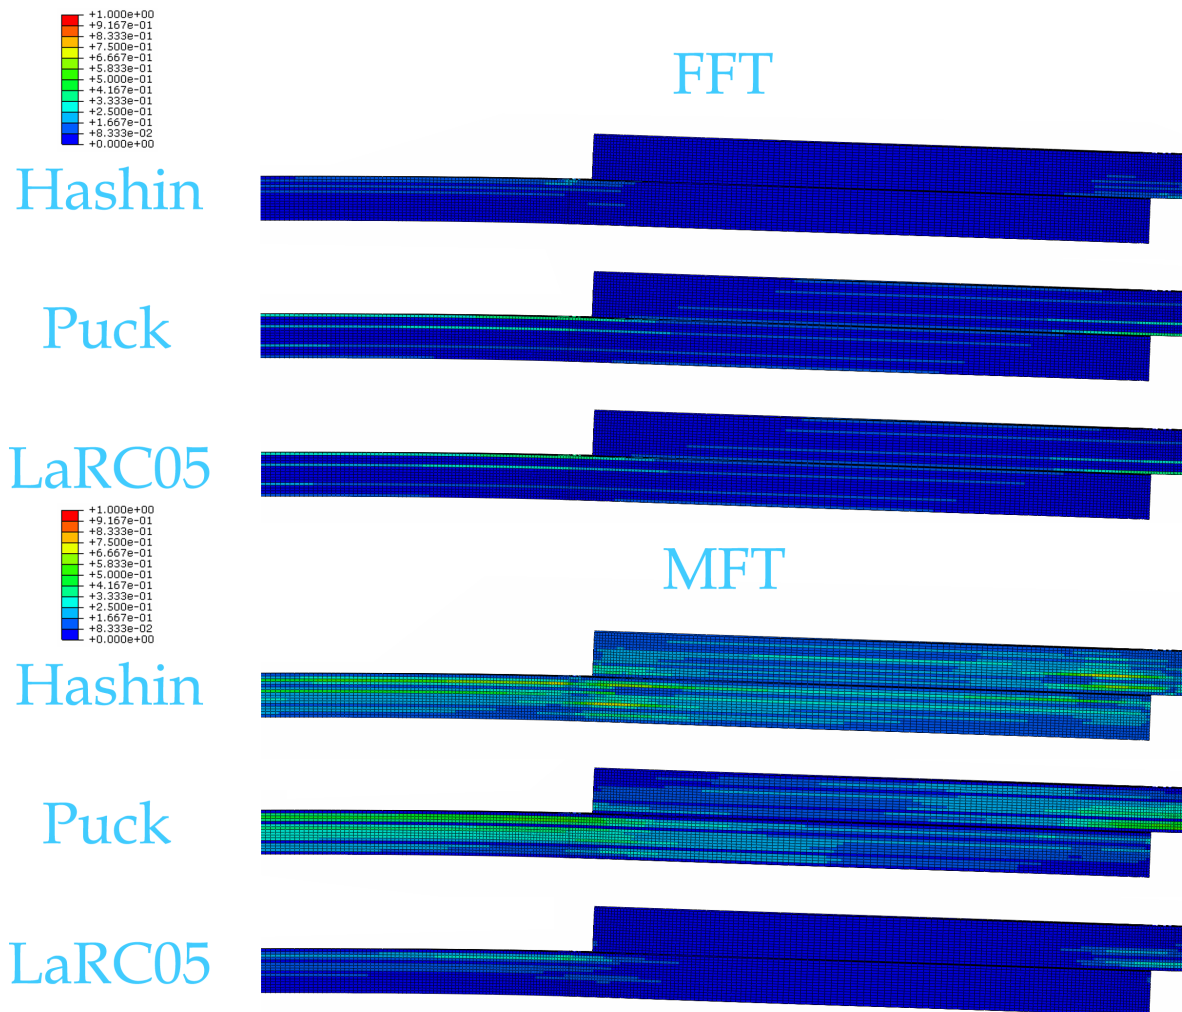 +1.000e+00
+9.167e-01
+8.333e-01
+7.500e-01
+6.667e-01
+5.833e-01
+5.000e-01
+4.167e-01
+3.333e-01
+2.500e-01
+1.667e-01
+8.333e-02
+0.000e+00
FFT
Hashin
Puck
LaRC05
+1.000e+00
+9.167e-01
+8.333e-01
+7.500e-01
+6.667e-01
+5.833e-01
+5.000e-01
+4.167e-01
+3.333e-01
+2.500e-01
+1.667e-01
+8.333e-02
+0.000e+00
MFT
Hashin
Puck
LaRC05